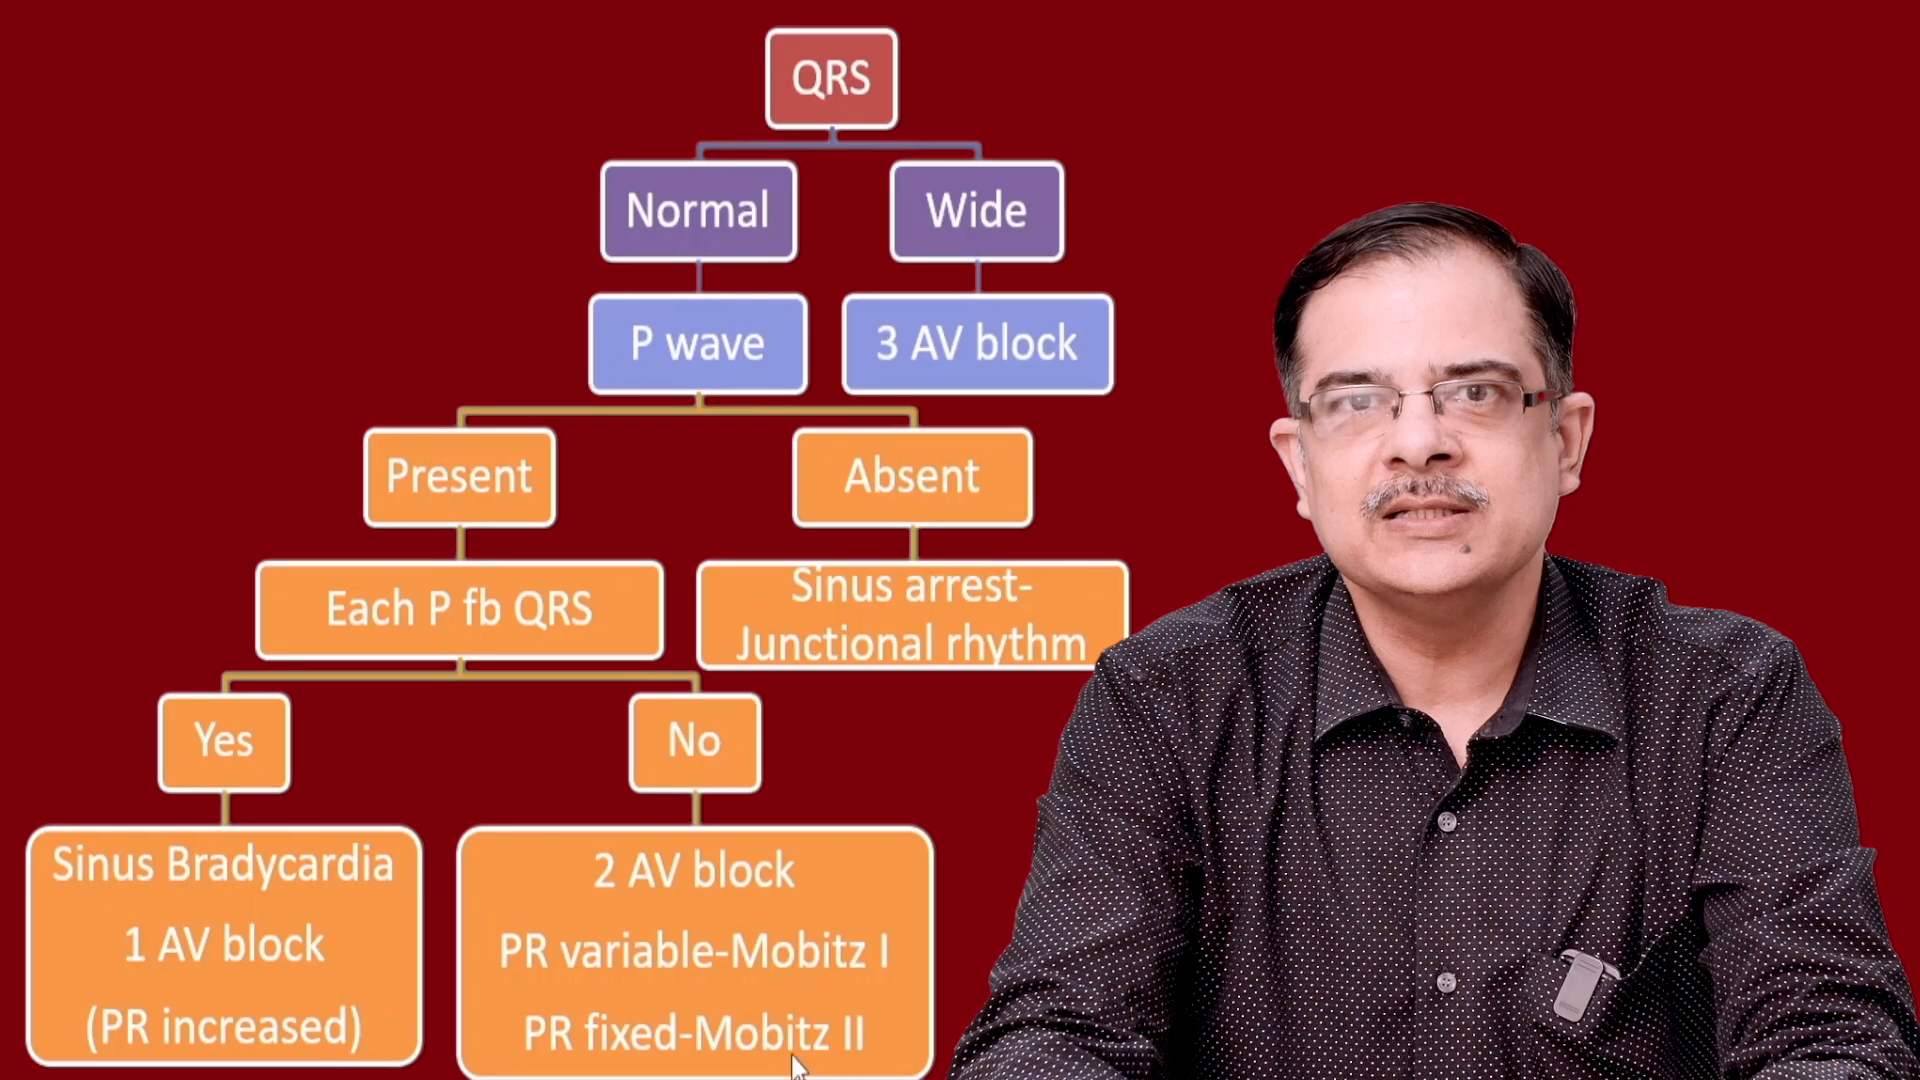 QRS
Normal
Wide
P wave
3 AV block
Present
Absent
Each P fb QRS
Sinus arrest-
Junctional rhythm
Yes
No
Sinus Bradycardia
1 AV block
(PR increased)
2 AV block
PR variable-Mobitz I
PR fixed-Mobitz II